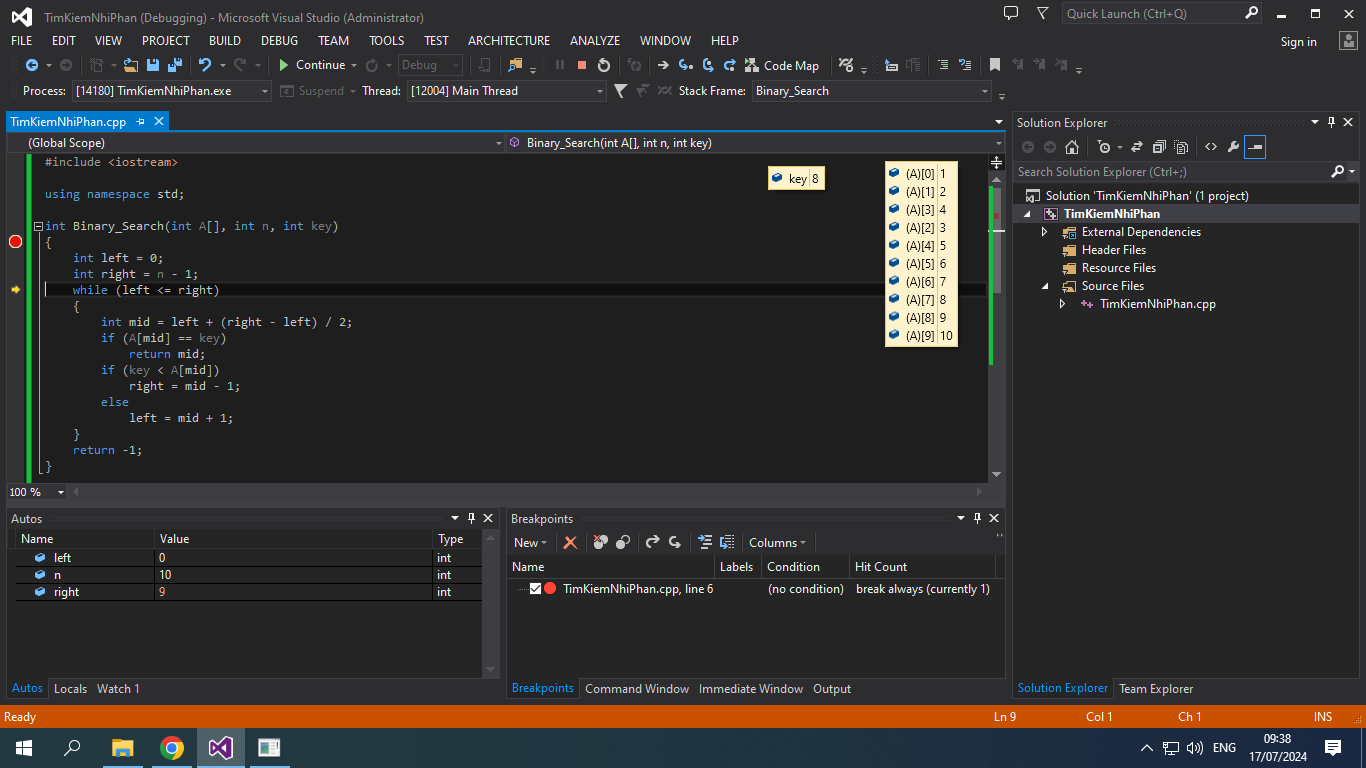 TimKiemNhiPhan (Debugging) - Microsoft Visual Studio (Administrator)
Quick Launch (Ctrl+Q)
FILE EDIT VIEW PROJECT BUILD DEBUG TEAM TOOLS TEST ARCHITECTURE ANALYZE WINDOW HELP
Sign in
Continue Debug Code Map
Process: [14180] TimKiemNhiPhan.exe Suspend Thread: [12004] Main Thread Stack Frame: Binary_Search
TimKiemNhiPhan.cpp
(Global Scope) Binary_Search(int A[], int n, int key)
#include <iostream>
using namespace std;
int Binary_Search(int A[], int n, int key)
{
int left = 0;
int right = n - 1;
while (left <= right)
{
int mid = left + (right - left) / 2;
if (A[mid] == key)
return mid;
if (key < A[mid])
right = mid - 1;
else
left = mid + 1;
}
return -1;
}
key 8
(A)[0] 1
(A)[1] 2
(A)[3] 4
(A)[2] 3
(A)[4] 5
(A)[5] 6
(A)[6] 7
(A)[7] 8
(A)[8] 9
(A)[9] 10
100 %
Solution Explorer
Search Solution Explorer (Ctrl+;)
Solution 'TimKiemNhiPhan' (1 project)
TimKiemNhiPhan
External Dependencies
Header Files
Resource Files
Source Files
TimKiemNhiPhan.cpp
Autos
Name Value Type
left 0 int
n 10 int
right 9 int
Autos Locals Watch 1
Breakpoints
New Columns
Name Labels Condition Hit Count
TimKiemNhiPhan.cpp, line 6 (no condition) break always (currently 1)
Breakpoints Command Window Immediate Window Output
Solution Explorer Team Explorer
Ready Ln 9 Col 1 Ch 1 INS
ENG
09:38
17/07/2024